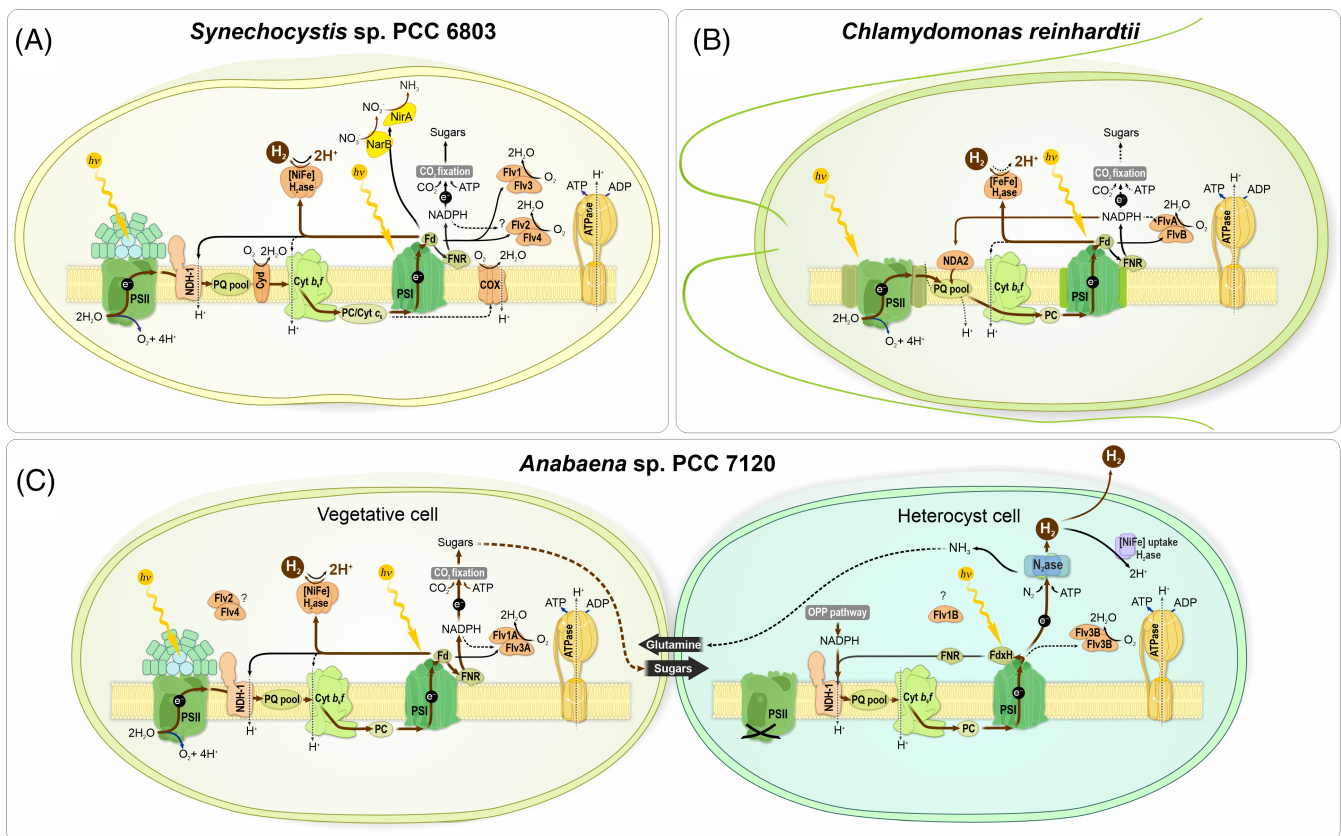 (A)
Synechocystis sp. PCC 6803
NH₃
NO₂⁻
NirA
NO₃⁻
NarB
Sugars
hν
H₂
2H⁺
[NiFe]
H₂ase
hν
CO₂ fixation
CO₂
ATP
e⁻
NADPH
2H₂O
Flv1
Flv3
O₂
?
2H₂O
Flv2
Flv4
O₂
ATP
H⁺
ADP
ATPase
Fd
FNR
O₂
2H₂O
Cyd
O₂
2H₂O
COX
NDH-1
PQ pool
Cyt b₆f
PSI
e⁻
e⁻
PSII
2H₂O
O₂ + 4H⁺
H⁺
H⁺
PC/Cyt c₆
H⁺
(B)
Chlamydomonas reinhardtii
Sugars
hν
H₂
2H⁺
[FeFe]
H₂ase
hν
CO₂ fixation
CO₂
ATP
e⁻
NADPH
2H₂O
FlvA
FlvB
O₂
ATP
H⁺
ADP
ATPase
Fd
FNR
NDA2
PQ pool
Cyt b₆f
PSI
e⁻
e⁻
PSII
2H₂O
O₂ + 4H⁺
H⁺
H⁺
PC
(C)
Anabaena sp. PCC 7120
Vegetative cell
Sugars
hν
Flv2
Flv4
?
H₂
2H⁺
[NiFe]
H₂ase
hν
CO₂ fixation
CO₂
ATP
e⁻
NADPH
2H₂O
Flv1A
Flv3A
O₂
ATP
H⁺
ADP
ATPase
Fd
FNR
NDH-1
PQ pool
Cyt b₆f
PSI
e⁻
e⁻
PSII
2H₂O
O₂ + 4H⁺
H⁺
H⁺
PC
Glutamine
Sugars
Heterocyst cell
H₂
H₂
[NiFe] uptake
H₂ase
2H⁺
NH₃
N₂ase
N₂
ATP
e⁻
hν
?
Flv1B
OPP pathway
NADPH
FNR
FdxH
2H₂O
Flv3B
Flv3B
O₂
ATP
H⁺
ADP
ATPase
PSII
NDH-1
PQ pool
Cyt b₆f
PSI
e⁻
H⁺
H⁺
PC